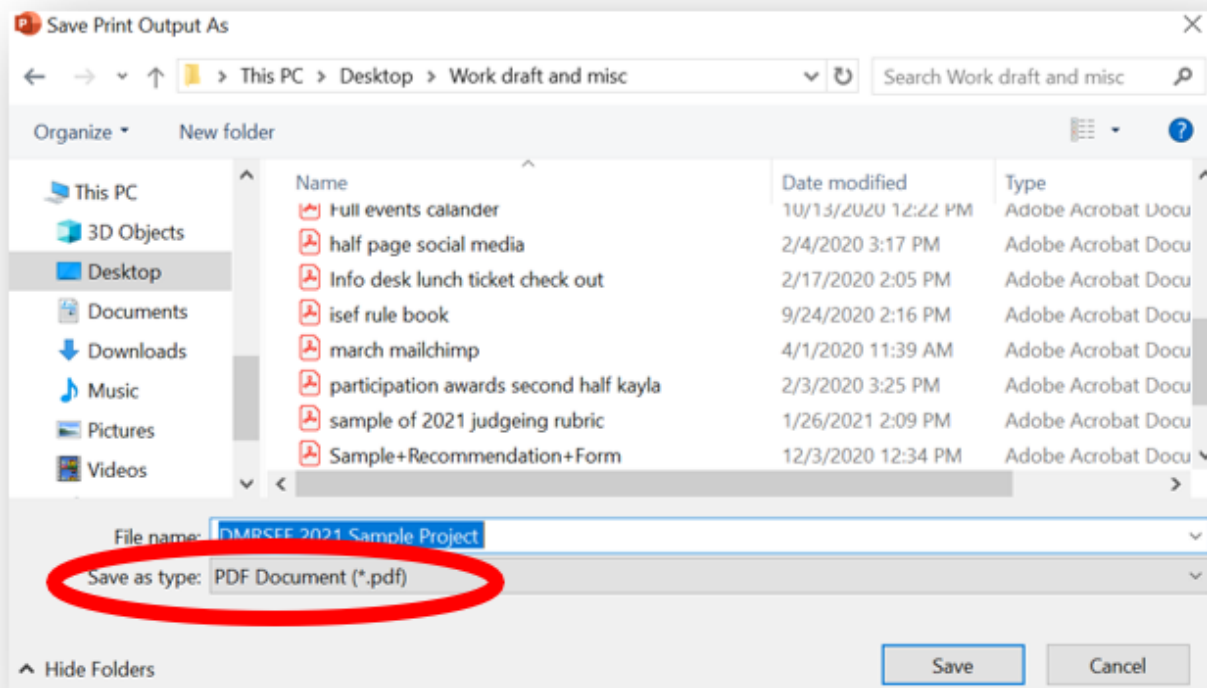 Save Print Output As
This PC > Desktop > Work draft and misc
Search Work draft and misc
Organize
New folder
Name Date modified Type
This PC
3D Objects
Desktop
Documents
Downloads
Music
Pictures
Videos
Full events calander 10/13/2020 12:22 PM Adobe Acrobat Docu
half page social media 2/4/2020 3:17 PM Adobe Acrobat Docu
Info desk lunch ticket check out 2/17/2020 2:05 PM Adobe Acrobat Docu
isef rule book 9/24/2020 2:16 PM Adobe Acrobat Docu
march mailchimp 4/1/2020 11:39 AM Adobe Acrobat Docu
participation awards second half kayla 2/3/2020 3:25 PM Adobe Acrobat Docu
sample of 2021 judgeing rubric 1/26/2021 2:09 PM Adobe Acrobat Docu
Sample+Recommendation+Form 12/3/2020 12:34 PM Adobe Acrobat Docu
File name: 2021 Sample Project
Save as type: PDF Document (*.pdf)
Hide Folders
Save
Cancel